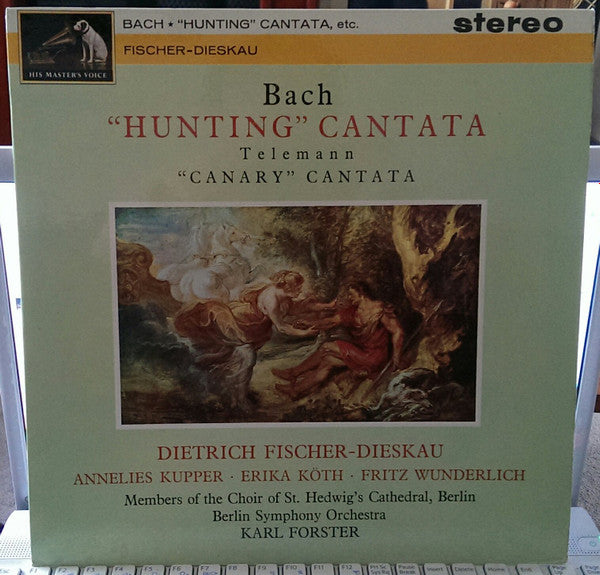 BACH ★ "HUNTING" CANTATA, etc.
stereo
FISCHER-DIESKAU
HIS MASTER'S VOICE
Bach
"HUNTING" CANTATA
Telemann
"CANARY" CANTATA
DIETRICH FISCHER-DIESKAU
ANNELIES KUPPER · ERIKA KÖTH · FRITZ WUNDERLICH
Members of the Choir of St. Hedwig's Cathedral, Berlin
Berlin Symphony Orchestra
KARL FORSTER